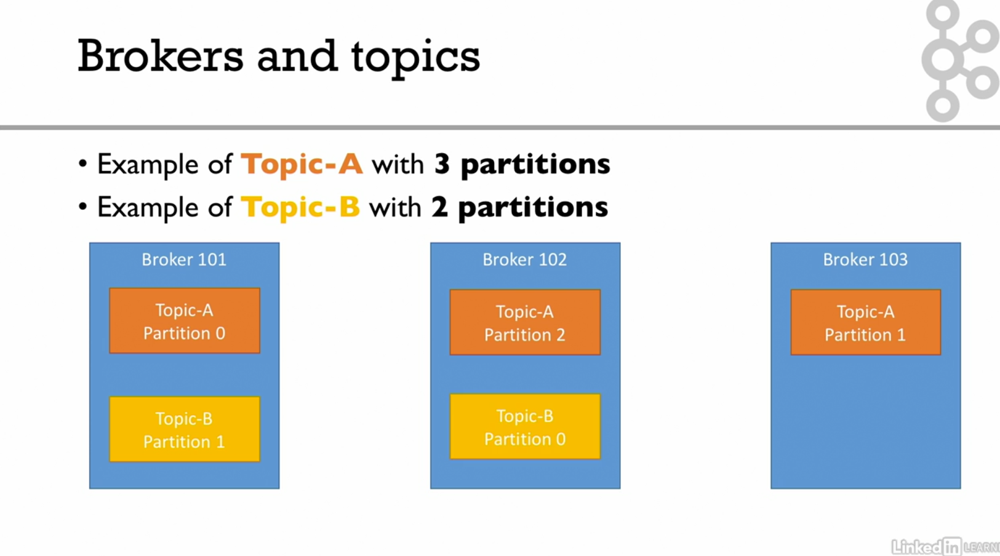 Brokers and topics
• Example of Topic-A with 3 partitions
• Example of Topic-B with 2 partitions
Broker 101
Topic-A
Partition 0
Topic-B
Partition 1
Broker 102
Topic-A
Partition 2
Topic-B
Partition 0
Broker 103
Topic-A
Partition 1
Linked in LEARNI